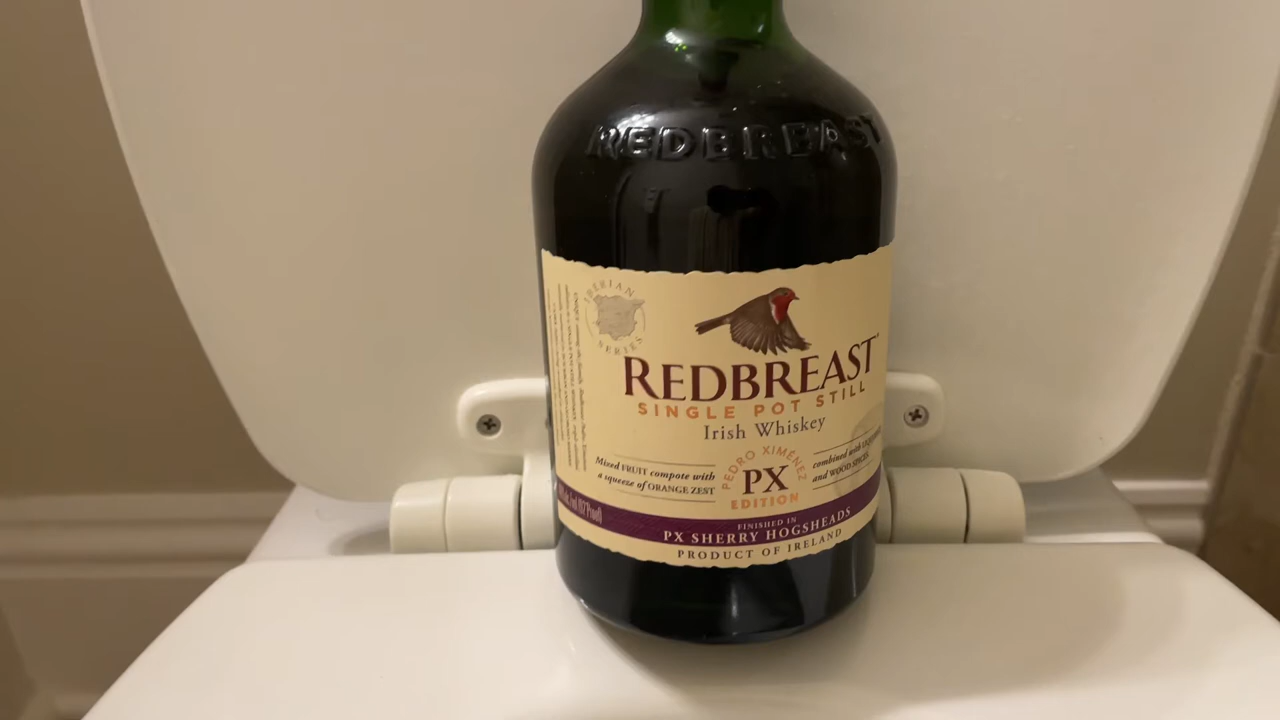 REDBREAST
IBERIAN
SERIES
REDBREAST
SINGLE POT STILL
Irish Whiskey
Mixed FRUIT compote with
a squeeze of ORANGE ZEST
PEDRO XIMÉNEZ
PX
EDITION
combined with
and WOOD SPICES
FINISHED IN
PX SHERRY HOGSHEADS
PRODUCT OF IRELAND